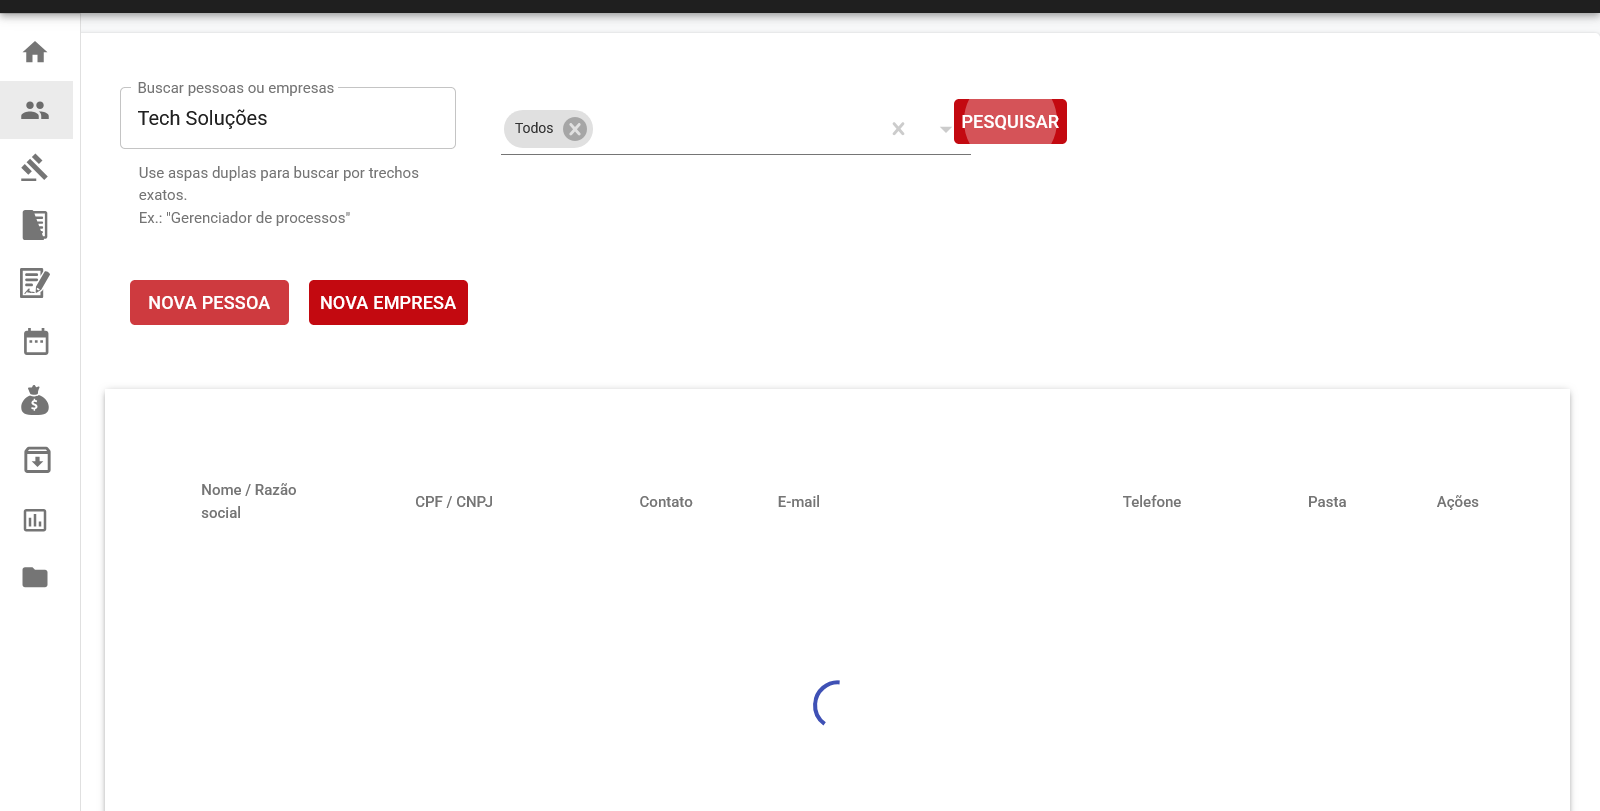 Buscar pessoas ou empresas
Tech Soluções
Todos
PESQUISAR
Use aspas duplas para buscar por trechos
exatos.
Ex.: "Gerenciador de processos"
NOVA PESSOA
NOVA EMPRESA
Nome / Razão
social
CPF / CNPJ
Contato
E-mail
Telefone
Pasta
Ações